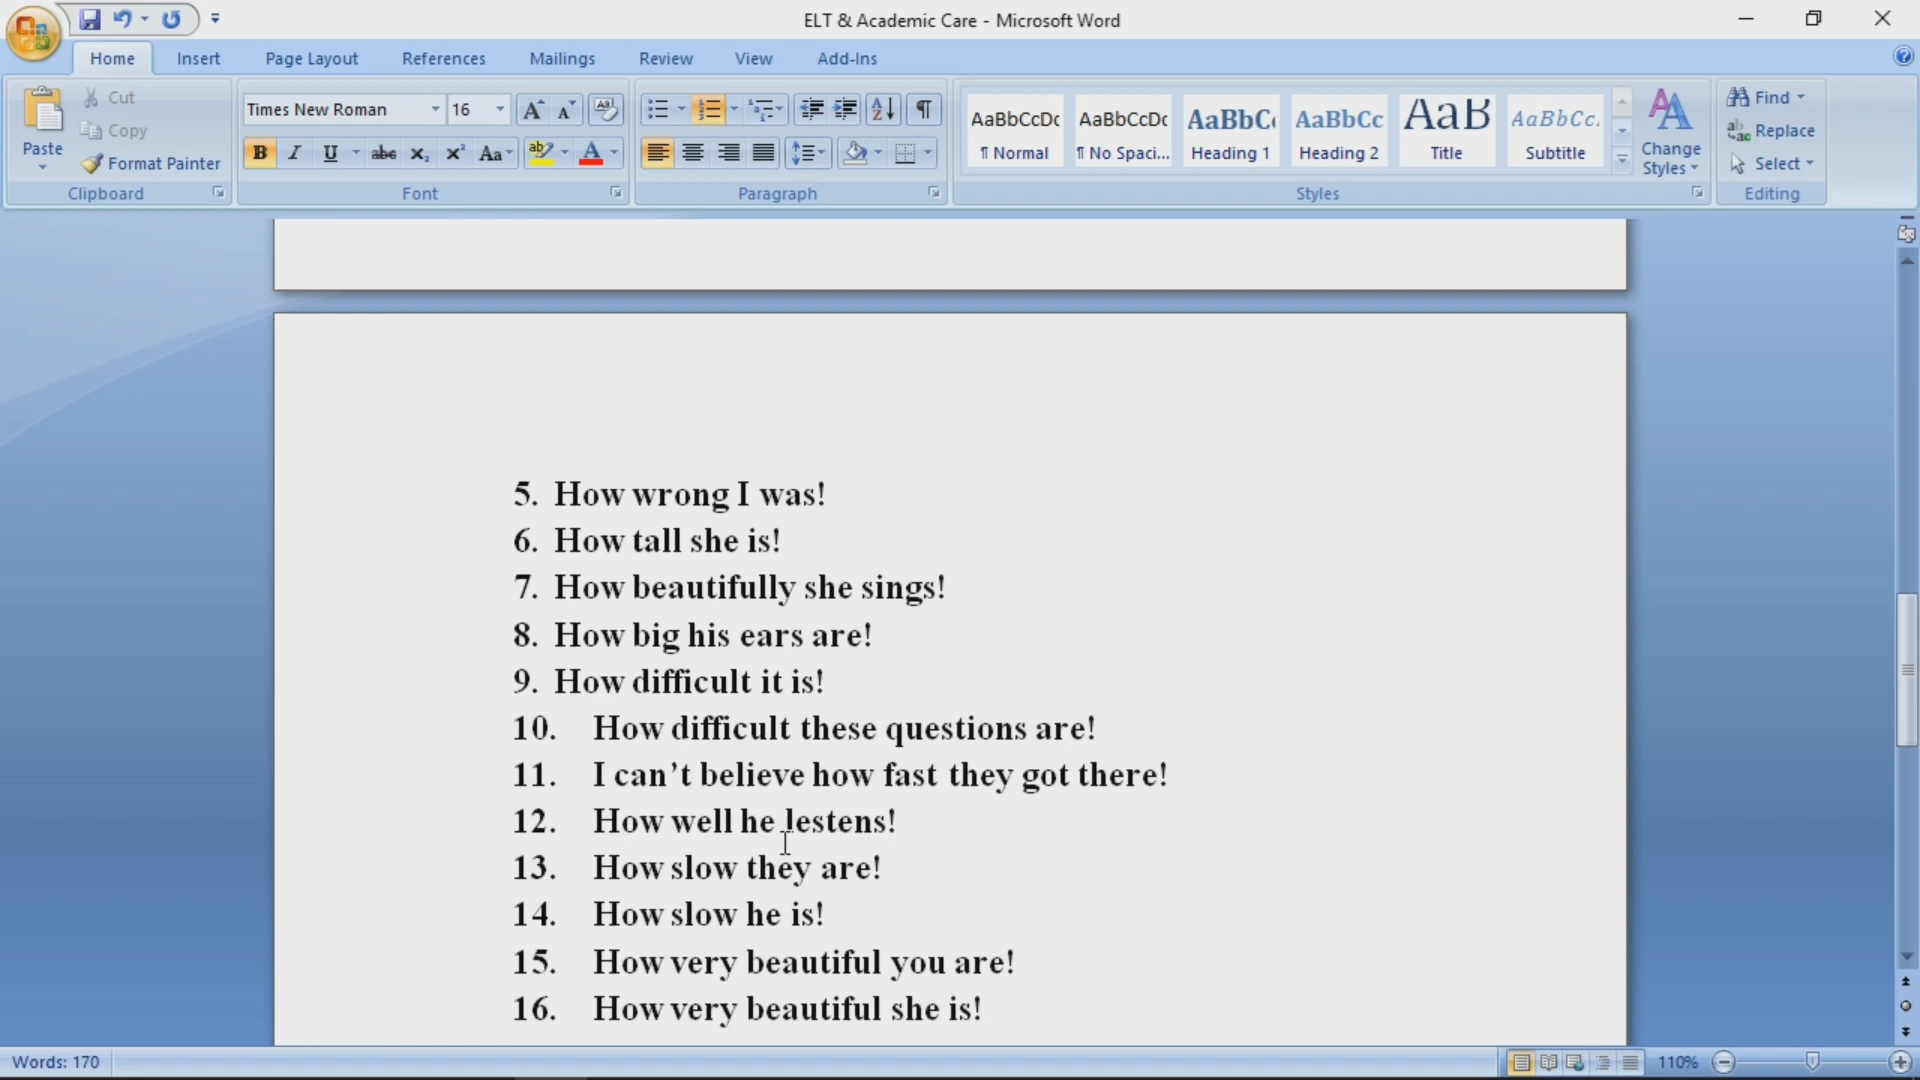 ELT & Academic Care - Microsoft Word
Home Insert Page Layout References Mailings Review View Add-Ins
Paste
Cut
Copy
Format Painter
Clipboard
Times New Roman 16
B I U abc X₂ X² Aa ab A
Font
Paragraph
AaBbCcDc AaBbCcDc AaBbC AaBbCc AaB AaBbCc.
¶ Normal ¶ No Spaci... Heading 1 Heading 2 Title Subtitle
Change Styles
Styles
Find
Replace
Select
Editing
5. How wrong I was!
6. How tall she is!
7. How beautifully she sings!
8. How big his ears are!
9. How difficult it is!
10. How difficult these questions are!
11. I can’t believe how fast they got there!
12. How well he lestens!
13. How slow they are!
14. How slow he is!
15. How very beautiful you are!
16. How very beautiful she is!
Words: 170 110%